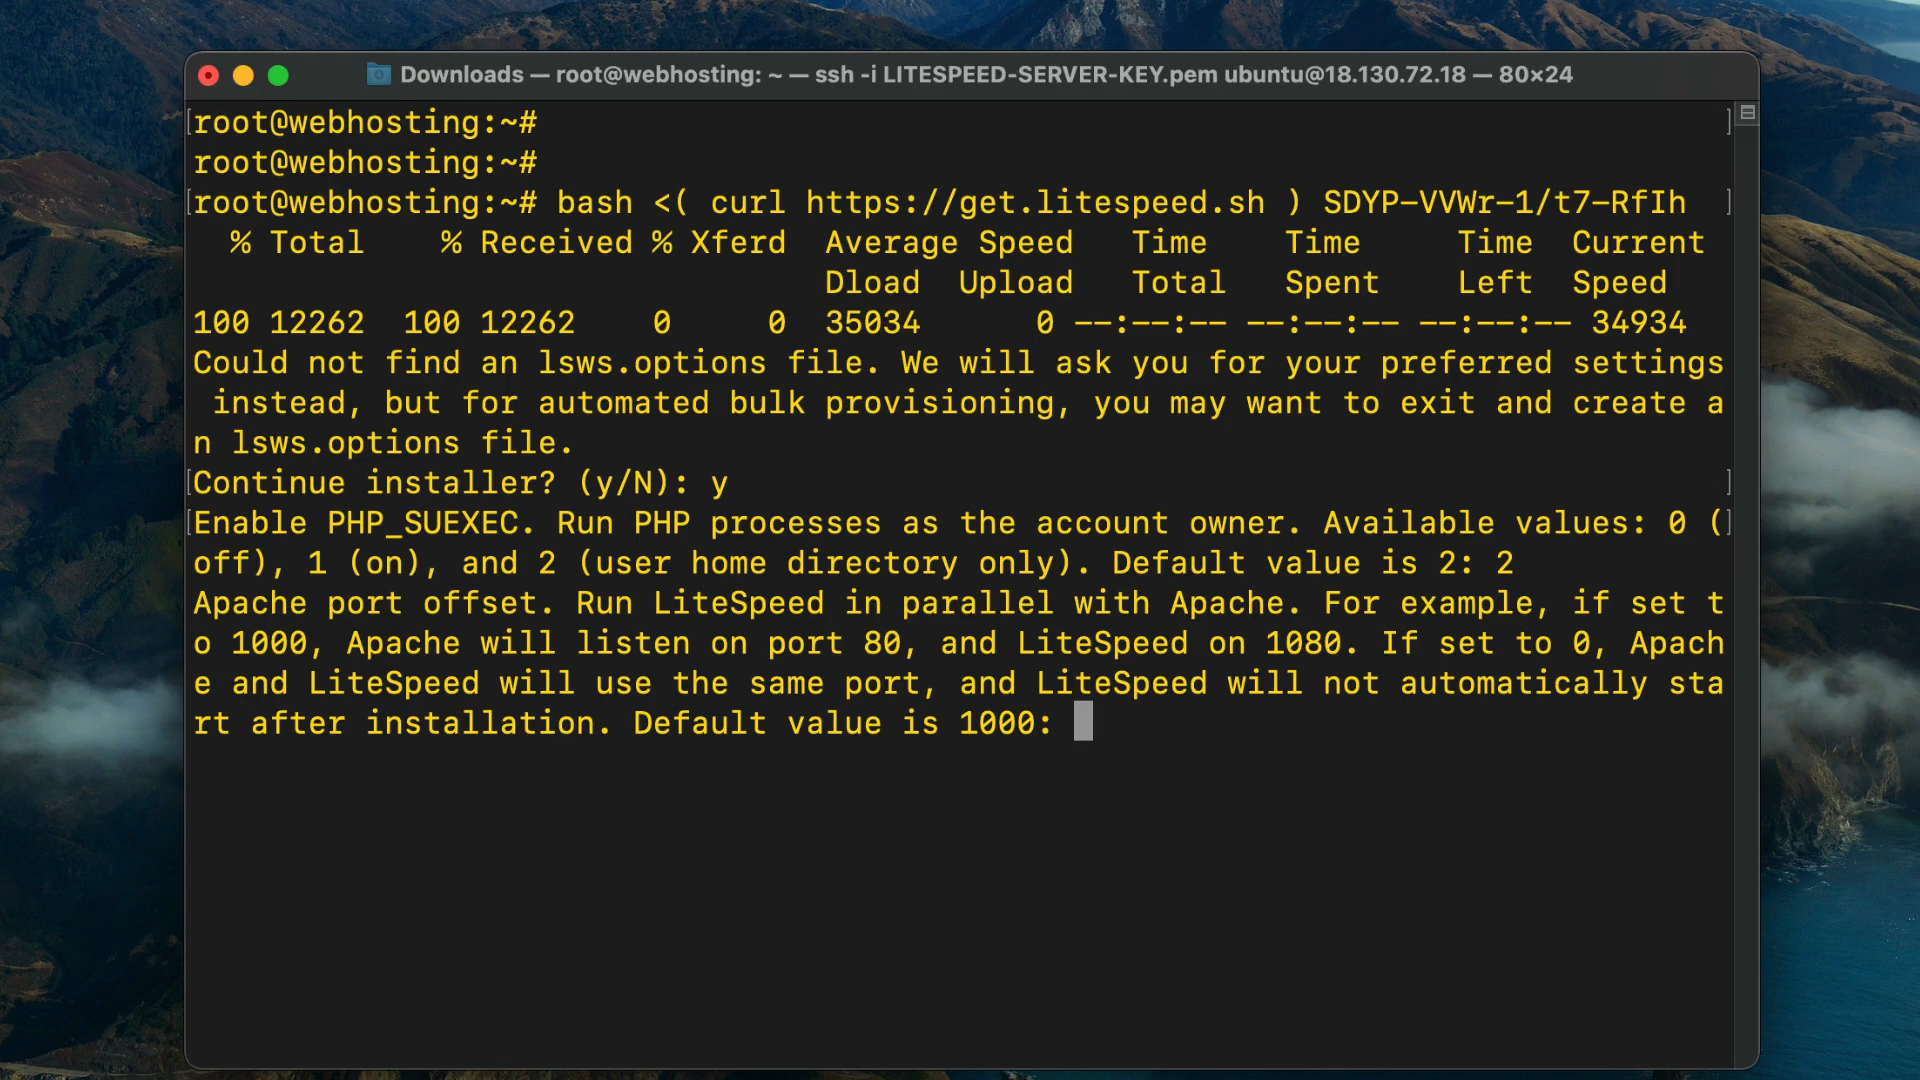 Downloads — root@webhosting: ~ — ssh -i LITESPEED-SERVER-KEY.pem ubuntu@18.130.72.18 — 80×24
[root@webhosting:~# ]
root@webhosting:~#
[root@webhosting:~# bash <( curl https://get.litespeed.sh ) SDYP-VVWr-1/t7-RfIh ]
% Total % Received % Xferd Average Speed Time Time Time Current
Dload Upload Total Spent Left Speed
100 12262 100 12262 0 0 35034 0 --:--:-- --:--:-- --:--:-- 34934
Could not find an lsws.options file. We will ask you for your preferred settings
instead, but for automated bulk provisioning, you may want to exit and create a
n lsws.options file.
[Continue installer? (y/N): y ]
[Enable PHP_SUEXEC. Run PHP processes as the account owner. Available values: 0 (]
off), 1 (on), and 2 (user home directory only). Default value is 2: 2
Apache port offset. Run LiteSpeed in parallel with Apache. For example, if set t
o 1000, Apache will listen on port 80, and LiteSpeed on 1080. If set to 0, Apach
e and LiteSpeed will use the same port, and LiteSpeed will not automatically sta
rt after installation. Default value is 1000: